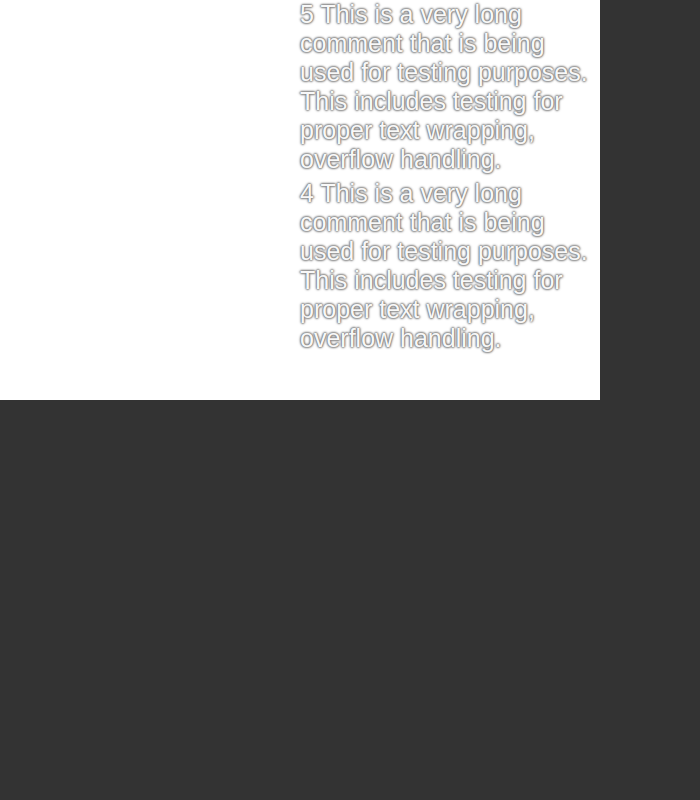 5 This is a very long
comment that is being
used for testing purposes.
This includes testing for
proper text wrapping,
overflow handling.
4 This is a very long
comment that is being
used for testing purposes.
This includes testing for
proper text wrapping,
overflow handling.